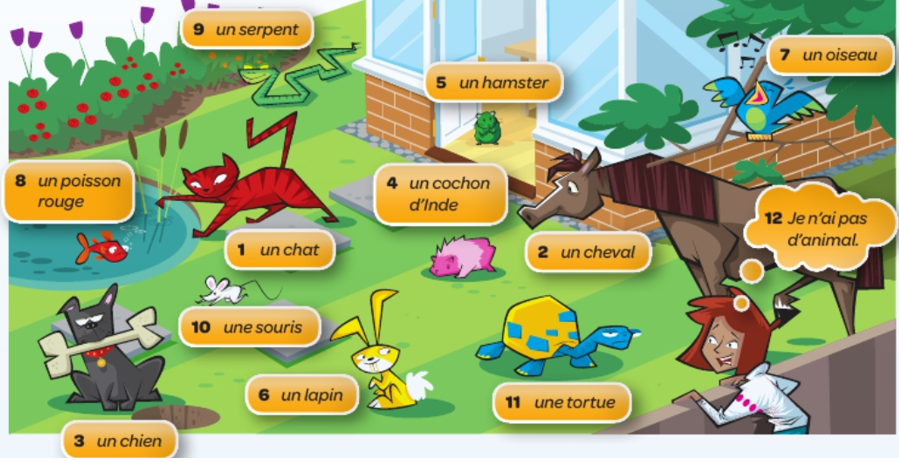 9 un serpent
7 un oiseau
5 un hamster
8 un poisson
rouge
4 un cochon
d'Inde
12 Je n'ai pas
d'animal.
1 un chat
2 un cheval
10 une souris
6 un lapin
11 une tortue
3 un chien